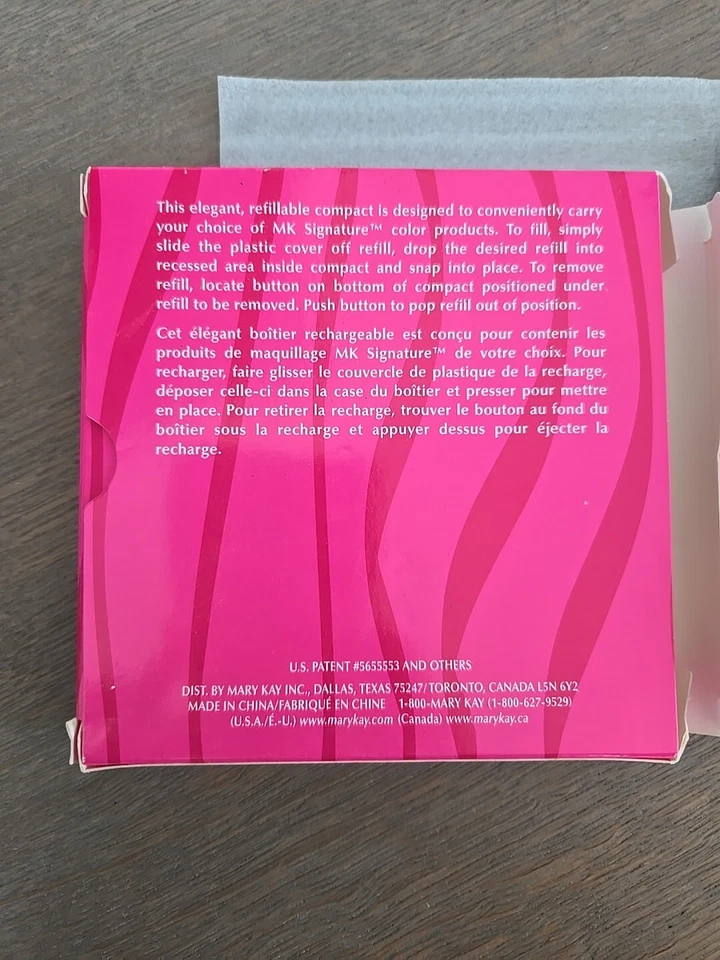 This elegant, refillable compact is designed to conveniently carry
your choice of MK Signature™ color products. To fill, simply
slide the plastic cover off refill, drop the desired refill into
recessed area inside compact and snap into place. To remove
refill, locate button on bottom of compact positioned under
refill to be removed. Push button to pop refill out of position.
Cet élégant boîtier rechargeable est conçu pour contenir les
produits de maquillage MK Signature™ de votre choix. Pour
recharger, faire glisser le couvercle de plastique de la recharge,
déposer celle-ci dans la case du boîtier et presser pour mettre
en place. Pour retirer la recharge, trouver le bouton au fond du
boîtier sous la recharge et appuyer dessus pour éjecter la
recharge.
U.S. PATENT #5655553 AND OTHERS
DIST. BY MARY KAY INC., DALLAS, TEXAS 75247/TORONTO, CANADA L5N 6Y2
MADE IN CHINA/FABRIQUÉ EN CHINE 1-800-MARY KAY (1-800-627-9529)
(U.S.A./É.-U.) www.marykay.com (Canada) www.marykay.ca